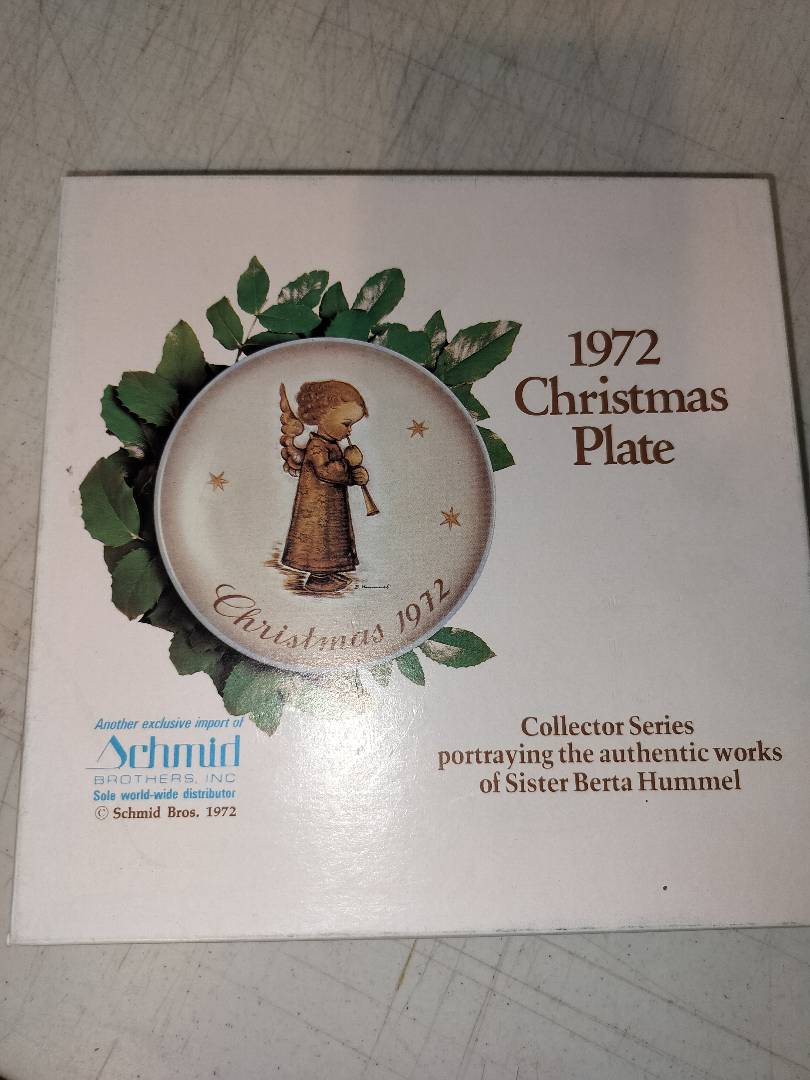 1972
Christmas
Plate
B. Hummel
Christmas 1972
Another exclusive import of
Schmid
BROTHERS, INC
Sole world-wide distributor
© Schmid Bros. 1972
Collector Series
portraying the authentic works
of Sister Berta Hummel